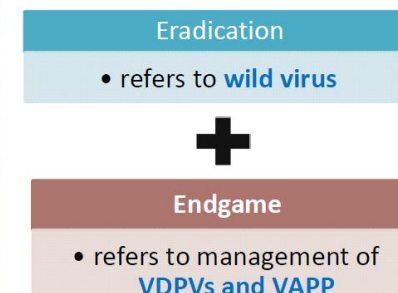 Eradication
• refers to wild virus
Endgame
• refers to management of
VDPVs and VAPP